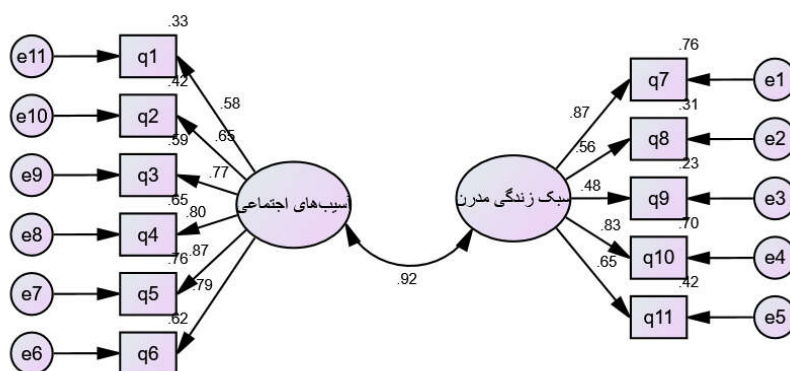 .33
.76
e11
q1
q7
e1
.42
.58
.87
.31
e10
q2
q8
e2
.59
.65
.56
.23
e9
q3
.77
.48
q9
e3
آسیب‌های اجتماعی
سبک زندگی مدرن
.65
.80
.83
.70
e8
q4
q10
e4
.76
.87
.65
.42
e7
q5
.79
.92
q11
e5
.62
e6
q6